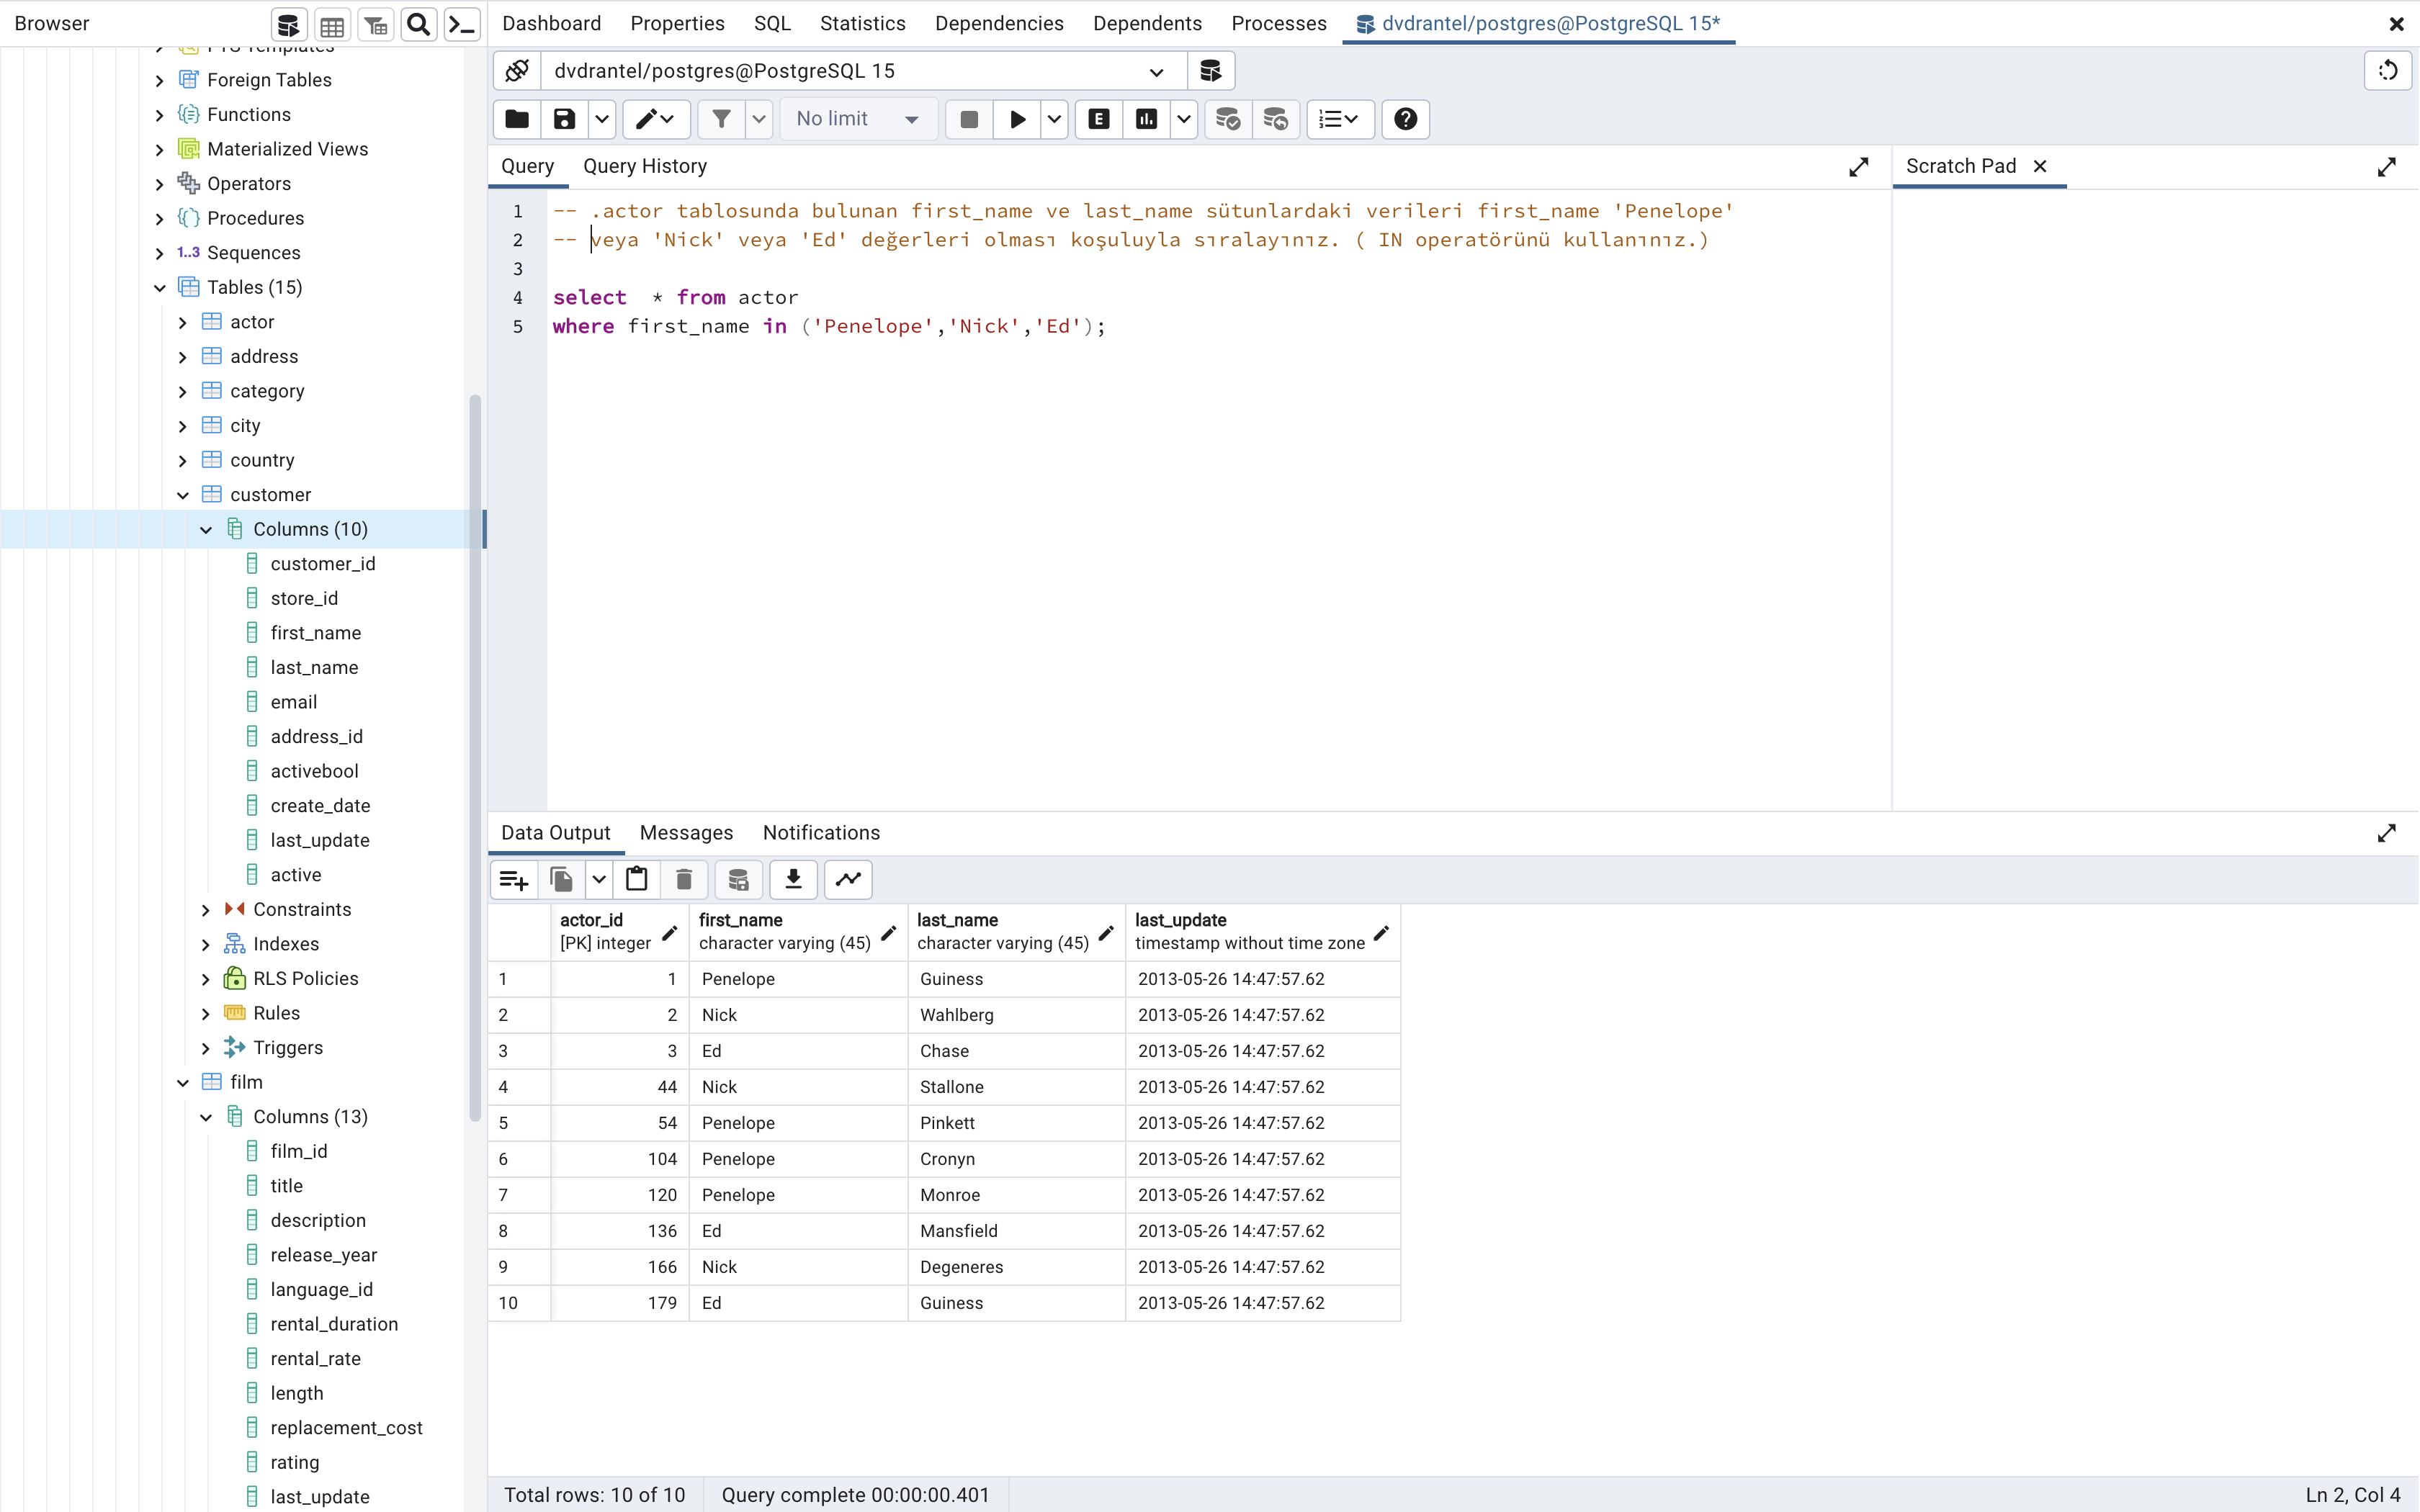 Browser
Dashboard Properties SQL Statistics Dependencies Dependents Processes dvdrantel/postgres@PostgreSQL 15*
FTS Templates
Foreign Tables
Functions
Materialized Views
Operators
Procedures
1..3 Sequences
Tables (15)
actor
address
category
city
country
customer
Columns (10)
customer_id
store_id
first_name
last_name
email
address_id
activebool
create_date
last_update
active
Constraints
Indexes
RLS Policies
Rules
Triggers
film
Columns (13)
film_id
title
description
release_year
language_id
rental_duration
rental_rate
length
replacement_cost
rating
last_update
dvdrantel/postgres@PostgreSQL 15
No limit E
Query Query History
Scratch Pad
1 -- .actor tablosunda bulunan first_name ve last_name sütunlardaki verileri first_name 'Penelope'
2 -- veya 'Nick' veya 'Ed' değerleri olması koşuluyla sıralayınız. ( IN operatörünü kullanınız.)
3
4 select  * from actor
5 where first_name in ('Penelope','Nick','Ed');
Data Output Messages Notifications
actor_id first_name last_name last_update
[PK] integer character varying (45) character varying (45) timestamp without time zone
1 1 Penelope Guiness 2013-05-26 14:47:57.62
2 2 Nick Wahlberg 2013-05-26 14:47:57.62
3 3 Ed Chase 2013-05-26 14:47:57.62
4 44 Nick Stallone 2013-05-26 14:47:57.62
5 54 Penelope Pinkett 2013-05-26 14:47:57.62
6 104 Penelope Cronyn 2013-05-26 14:47:57.62
7 120 Penelope Monroe 2013-05-26 14:47:57.62
8 136 Ed Mansfield 2013-05-26 14:47:57.62
9 166 Nick Degeneres 2013-05-26 14:47:57.62
10 179 Ed Guiness 2013-05-26 14:47:57.62
Total rows: 10 of 10 Query complete 00:00:00.401 Ln 2, Col 4